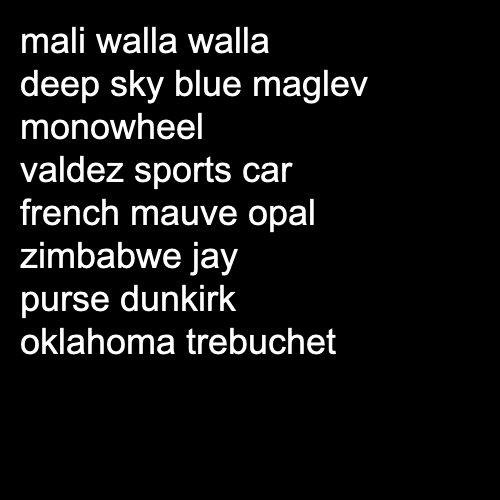 mali walla walla
deep sky blue maglev
monowheel
valdez sports car
french mauve opal
zimbabwe jay
purse dunkirk
oklahoma trebuchet